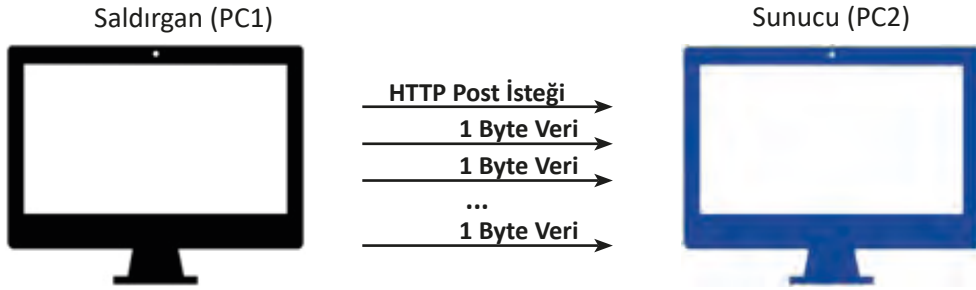 Saldırgan (PC1)
Sunucu (PC2)
HTTP Post İsteği
1 Byte Veri
1 Byte Veri
...
1 Byte Veri